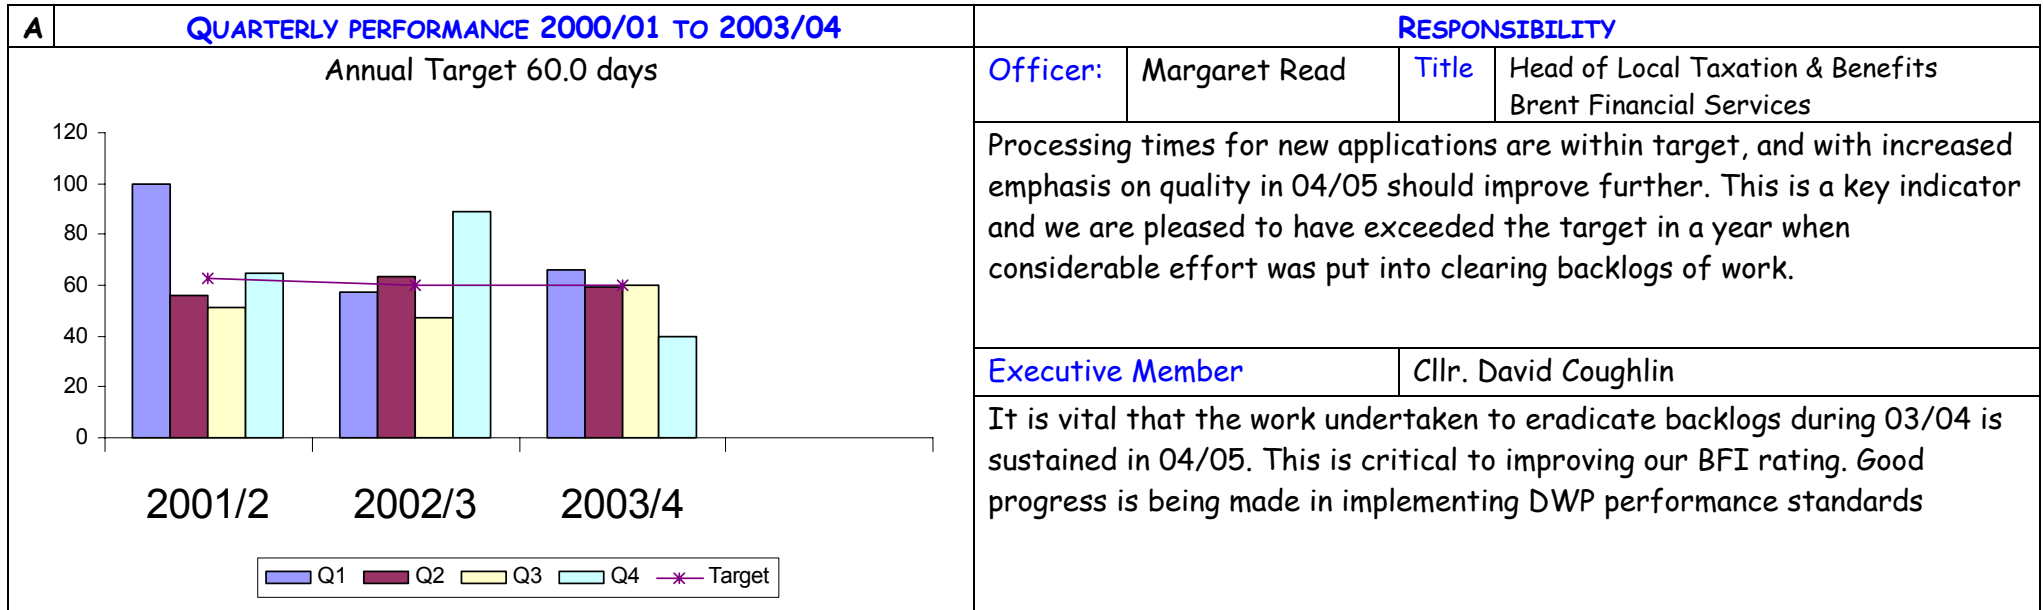 A
QUARTERLY PERFORMANCE 2000/01 TO 2003/04
Annual Target 60.0 days
120
100
80
60
40
20
0
2001/2 2002/3 2003/4
Q1 Q2 Q3 Q4 Target
RESPONSIBILITY
Officer: Margaret Read Title Head of Local Taxation & Benefits
Brent Financial Services
Processing times for new applications are within target, and with increased
emphasis on quality in 04/05 should improve further. This is a key indicator
and we are pleased to have exceeded the target in a year when
considerable effort was put into clearing backlogs of work.
Executive Member Cllr. David Coughlin
It is vital that the work undertaken to eradicate backlogs during 03/04 is
sustained in 04/05. This is critical to improving our BFI rating. Good
progress is being made in implementing DWP performance standards